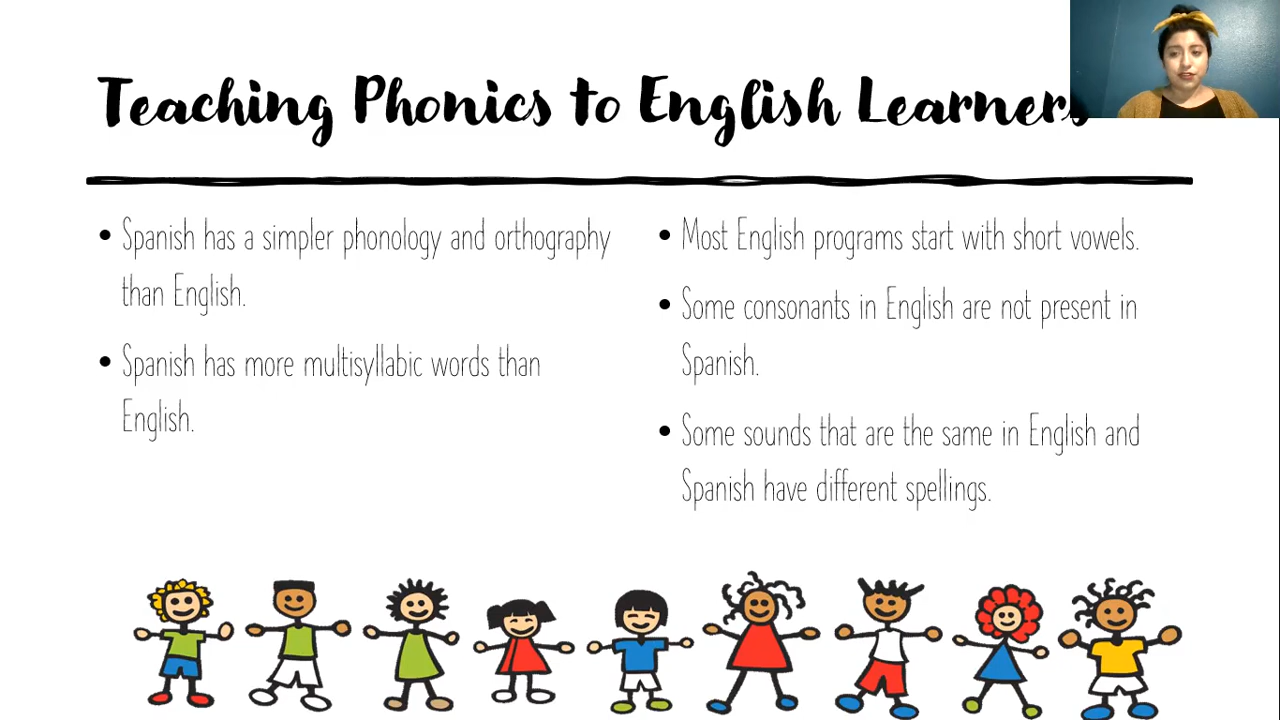 Teaching Phonics to English Learners
• Spanish has a simpler phonology and orthography
than English.
• Spanish has more multisyllabic words than
English.
• Most English programs start with short vowels.
• Some consonants in English are not present in
Spanish.
• Some sounds that are the same in English and
Spanish have different spellings.